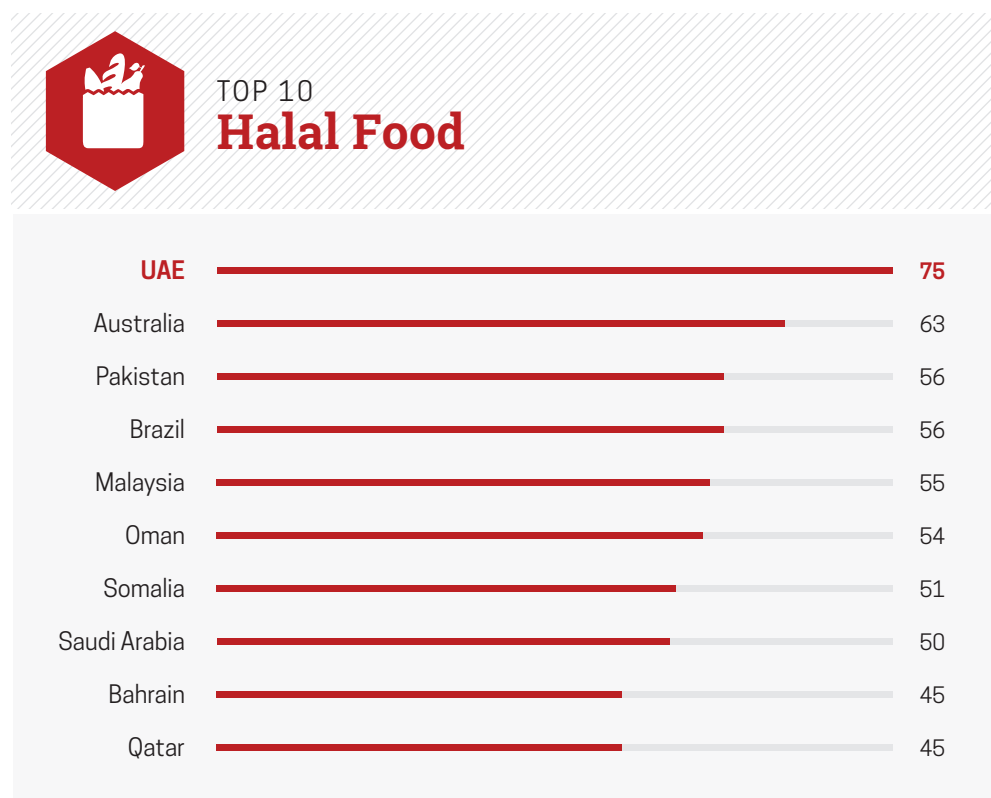 TOP 10
Halal Food
UAE 75
Australia 63
Pakistan 56
Brazil 56
Malaysia 55
Oman 54
Somalia 51
Saudi Arabia 50
Bahrain 45
Qatar 45